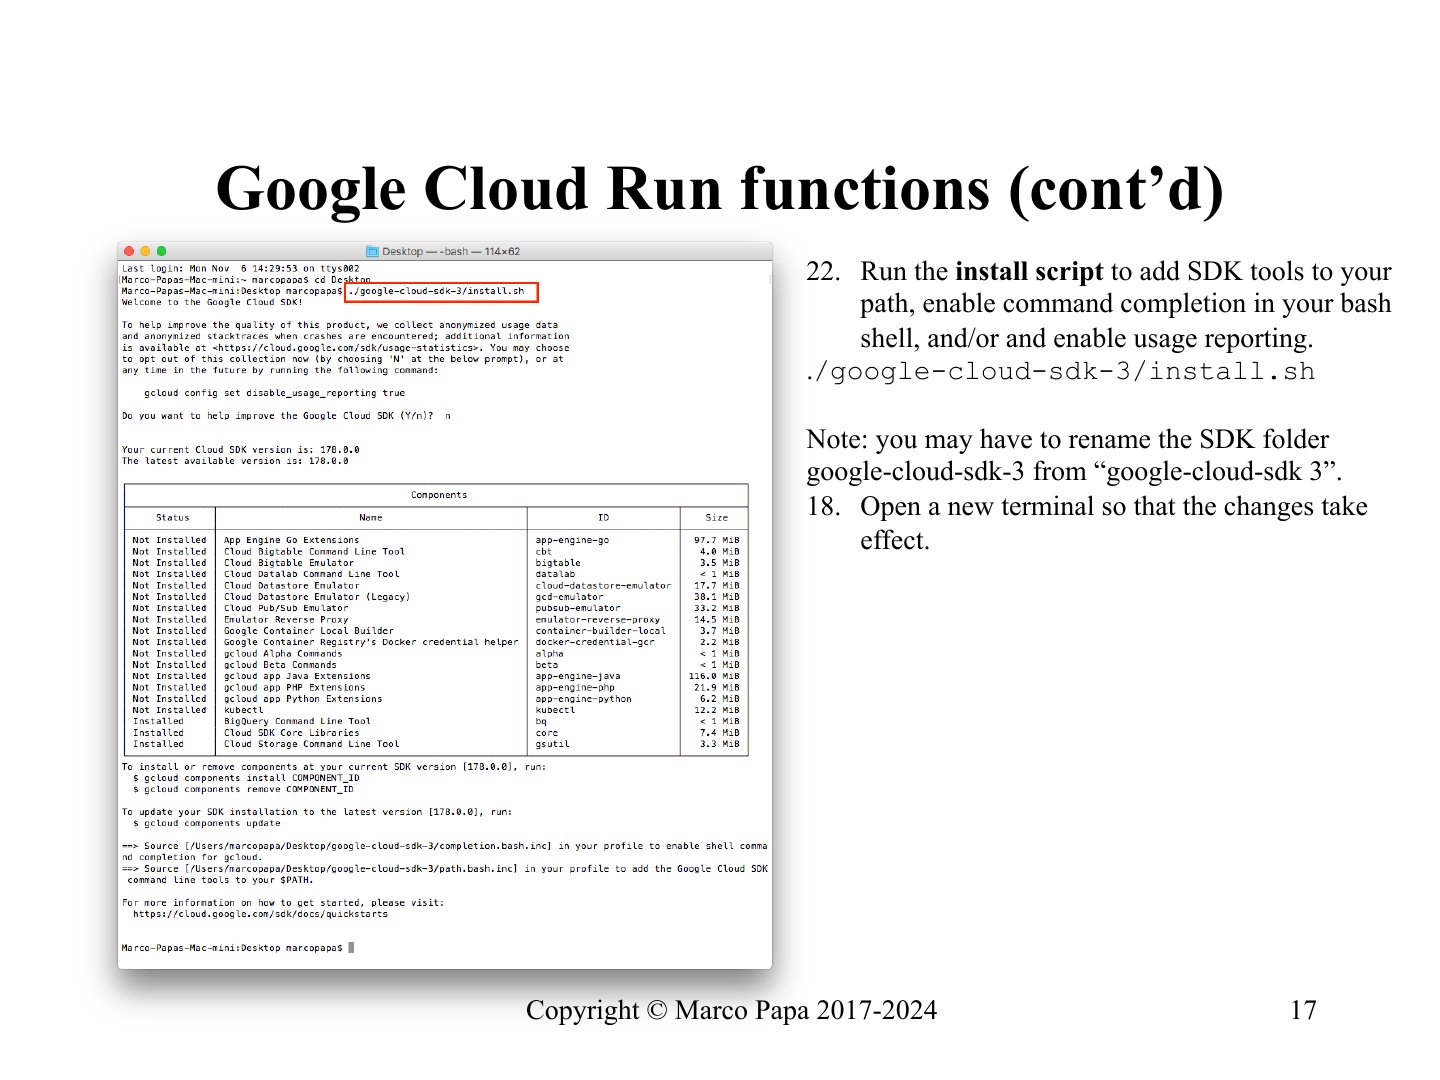 Google Cloud Run functions (cont’d)
Desktop — -bash — 114×62
Last login: Mon Nov  6 14:29:53 on ttys002
Marco-Papas-Mac-mini:~ marcopapa$ cd Desktop
Marco-Papas-Mac-mini:Desktop marcopapa$ ./google-cloud-sdk-3/install.sh
Welcome to the Google Cloud SDK!
To help improve the quality of this product, we collect anonymized usage data
and anonymized stacktraces when crashes are encountered; additional information
is available at <https://cloud.google.com/sdk/usage-statistics>. You may choose
to opt out of this collection now (by choosing 'N' at the below prompt), or at
any time in the future by running the following command:
gcloud config set disable_usage_reporting true
Do you want to help improve the Google Cloud SDK (Y/n)?  n
Your current Cloud SDK version is: 178.0.0
The latest available version is: 178.0.0
Components
Status Name ID Size
Not Installed App Engine Go Extensions app-engine-go 97.7 MiB
Not Installed Cloud Bigtable Command Line Tool cbt 4.0 MiB
Not Installed Cloud Bigtable Emulator bigtable 3.5 MiB
Not Installed Cloud Datalab Command Line Tool datalab < 1 MiB
Not Installed Cloud Datastore Emulator cloud-datastore-emulator 17.7 MiB
Not Installed Cloud Datastore Emulator (Legacy) gcd-emulator 38.1 MiB
Not Installed Cloud Pub/Sub Emulator pubsub-emulator 33.2 MiB
Not Installed Emulator Reverse Proxy emulator-reverse-proxy 14.5 MiB
Not Installed Google Container Local Builder container-builder-local 3.7 MiB
Not Installed Google Container Registry's Docker credential helper docker-credential-gcr 2.2 MiB
Not Installed gcloud Alpha Commands alpha < 1 MiB
Not Installed gcloud Beta Commands beta < 1 MiB
Not Installed gcloud app Java Extensions app-engine-java 116.0 MiB
Not Installed gcloud app PHP Extensions app-engine-php 21.9 MiB
Not Installed gcloud app Python Extensions app-engine-python 6.2 MiB
Not Installed kubectl kubectl 12.2 MiB
Installed BigQuery Command Line Tool bq < 1 MiB
Installed Cloud SDK Core Libraries core 7.4 MiB
Installed Cloud Storage Command Line Tool gsutil 3.3 MiB
To install or remove components at your current SDK version [178.0.0], run:
$ gcloud components install COMPONENT_ID
$ gcloud components remove COMPONENT_ID
To update your SDK installation to the latest version [178.0.0], run:
$ gcloud components update
==> Source [/Users/marcopapa/Desktop/google-cloud-sdk-3/completion.bash.inc] in your profile to enable shell comma
nd completion for gcloud.
==> Source [/Users/marcopapa/Desktop/google-cloud-sdk-3/path.bash.inc] in your profile to add the Google Cloud SDK
command line tools to your $PATH.
For more information on how to get started, please visit:
https://cloud.google.com/sdk/docs/quickstarts
Marco-Papas-Mac-mini:Desktop marcopapa$
22. Run the install script to add SDK tools to your
path, enable command completion in your bash
shell, and/or and enable usage reporting.
./google-cloud-sdk-3/install.sh
Note: you may have to rename the SDK folder
google-cloud-sdk-3 from “google-cloud-sdk 3”.
18. Open a new terminal so that the changes take
effect.
Copyright © Marco Papa 2017-2024
17